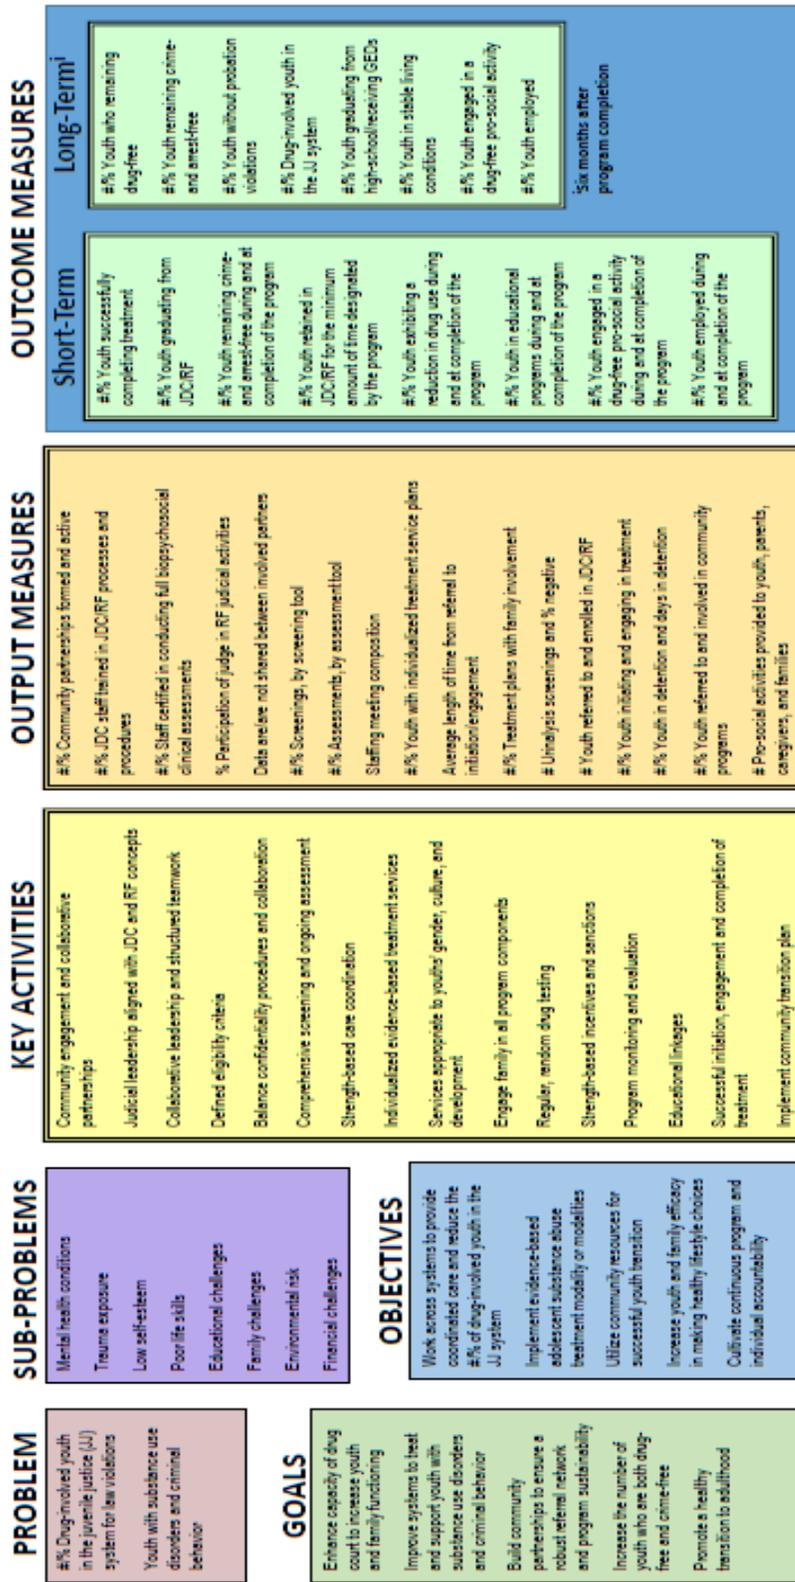 PROBLEM
#/% Drug-involved youth
in the juvenile justice (JJ)
system for law violations
Youth with substance use
disorders and criminal
behavior
GOALS
Enhance capacity of drug
court to increase youth
and family functioning
Improve systems to treat
and support youth with
substance use disorders
and criminal behavior
Build community
partnerships to ensure a
robust referral network
and program sustainability
Increase the number of
youth who are both drug-
free and crime-free
Promote a healthy
transition to adulthood
SUB-PROBLEMS
Mental health conditions
Trauma exposure
Low self-esteem
Poor life skills
Educational challenges
Family challenges
Environmental risk
Financial challenges
OBJECTIVES
Work across systems to provide
coordinated care and reduce the
#/% of drug-involved youth in the
JJ system
Implement evidence-based
adolescent substance abuse
treatment modality or modalities
Utilize community resources for
successful youth transition
Increase youth and family efficacy
in making healthy lifestyle choices
Cultivate continuous program and
individual accountability
KEY ACTIVITIES
Community engagement and collaborative
partnerships
Judicial leadership aligned with JDC and RF concepts
Collaborative leadership and structured teamwork
Defined eligibility criteria
Balance confidentiality procedures and collaboration
Comprehensive screening and ongoing assessment
Strength-based care coordination
Individualized evidence-based treatment services
Services appropriate to youths' gender, culture, and
development
Engage family in all program components
Regular, random drug testing
Strength-based incentives and sanctions
Program monitoring and evaluation
Educational linkages
Successful initiation, engagement and completion of
treatment
Implement community transition plan
OUTPUT MEASURES
#/% Community partnerships formed and active
#/% JDC staff trained in JDC/RF processes and
procedures
#/% Staff certified in conducting full biopsychosocial
clinical assessments
% Participation of judge in RF judicial activities
Data are/are not shared between involved partners
#/% Screenings, by screening tool
#/% Assessments, by assessment tool
Staffing meeting composition
#/% Youth with individualized treatment service plans
Average length of time from referral to
initiation/engagement
#/% Treatment plans with family involvement
# Urinalysis screenings and % negative
# Youth referred to and enrolled in JDC/RF
#/% Youth initiating and engaging in treatment
#/% Youth in detention and days in detention
#/% Youth referred to and involved in community
programs
# Pro-social activities provided to youth, parents,
caregivers, and families
OUTCOME MEASURES
Short-Term
#/% Youth successfully
completing treatment
#/% Youth graduating from
JDC/RF
#/% Youth remaining crime-
and arrest-free during and at
completion of the program
#/% Youth retained in
JDC/RF for the minimum
amount of time designated
by the program
#/% Youth exhibiting a
reduction in drug use during
and at completion of the
program
#/% Youth in educational
programs during and at
completion of the program
#/% Youth engaged in a
drug-free pro-social activity
during and at completion of
the program
#/% Youth employed during
and at completion of the
program
Long-Term¹
#/% Youth who remaining
drug-free
#/% Youth remaining crime-
and arrest-free
#/% Youth without probation
violations
#/% Drug-involved youth in
the JJ system
#/% Youth graduating from
high-school/receiving GEDs
#/% Youth in stable living
conditions
#/% Youth engaged in a
drug-free pro-social activity
#/% Youth employed
¹Six months after
program completion